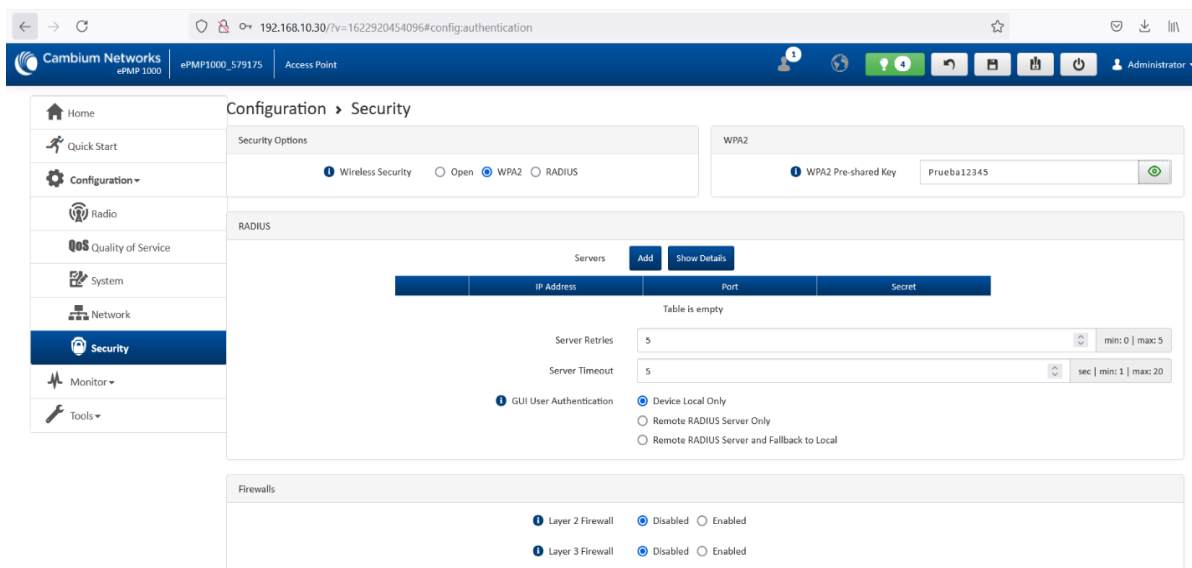 192.168.10.30/?v=1622920454096#config:authentication
Cambium Networks
ePMP 1000
ePMP1000_579175
Access Point
1
4
Administrator
Home
Quick Start
Configuration
Radio
QoS Quality of Service
System
Network
Security
Monitor
Tools
Configuration › Security
Security Options
Wireless Security Open WPA2 RADIUS
WPA2
WPA2 Pre-shared Key Prueba12345
RADIUS
Servers Add Show Details
IP Address Port Secret
Table is empty
Server Retries 5 min: 0 | max: 5
Server Timeout 5 sec | min: 1 | max: 20
GUI User Authentication Device Local Only
Remote RADIUS Server Only
Remote RADIUS Server and Fallback to Local
Firewalls
Layer 2 Firewall Disabled Enabled
Layer 3 Firewall Disabled Enabled